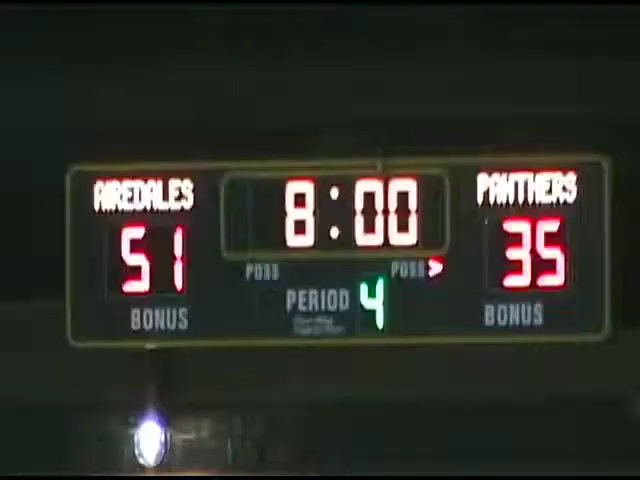 AIREDALES 8:00 PANTHERS
51 35
POSS POSS >
PERIOD 4
BONUS BONUS